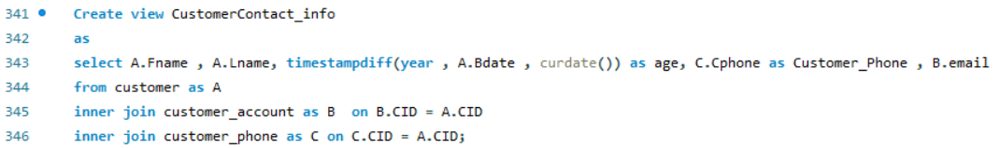 341 Create view CustomerContact_info
342 as
343 select A.Fname , A.Lname, timestampdiff(year , A.Bdate , curdate()) as age, C.Cphone as Customer_Phone , B.email
344 from customer as A
345 inner join customer_account as B  on B.CID = A.CID
346 inner join customer_phone as C on C.CID = A.CID;